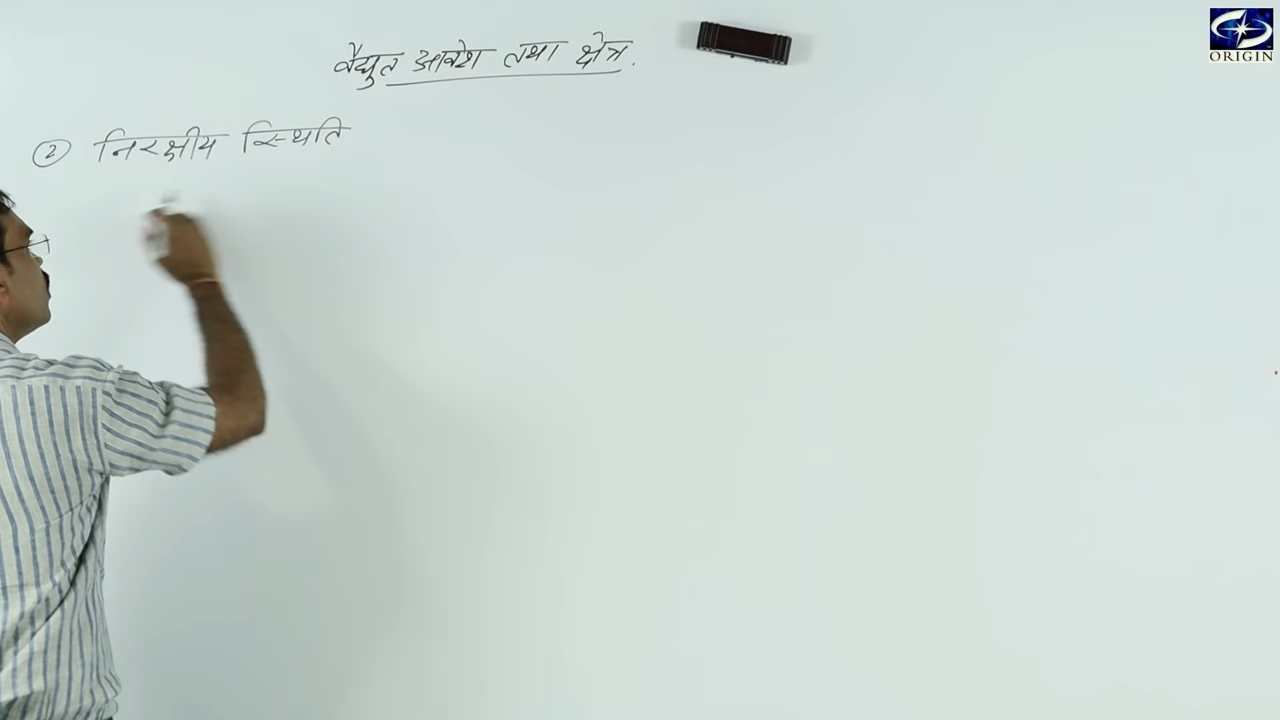 वैद्युत आवेश तथा क्षेत्र.
ORIGIN
② निरक्षीय स्थिति